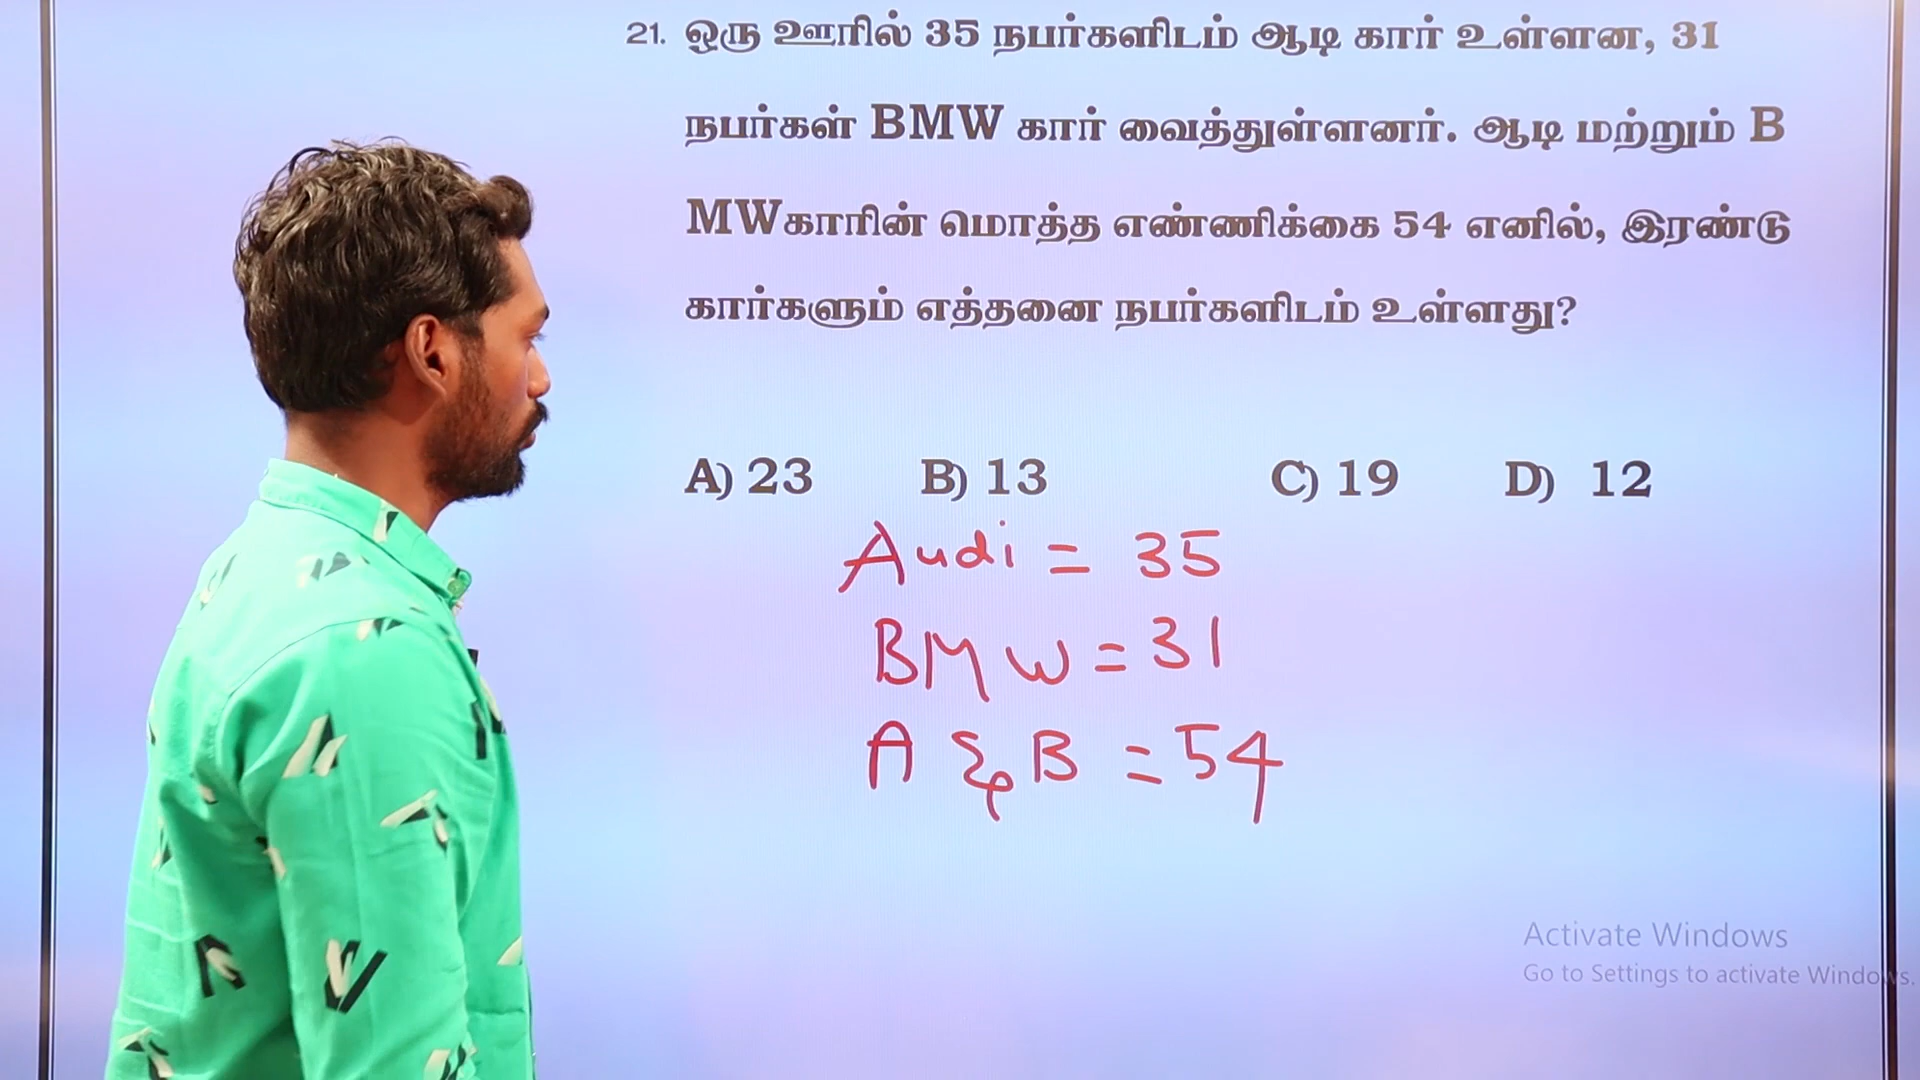 21. ஒரு ஊரில் 35 நபர்களிடம் ஆடி கார் உள்ளன, 31
நபர்கள் BMW கார் வைத்துள்ளனர். ஆடி மற்றும் B
MWகாரின் மொத்த எண்ணிக்கை 54 எனில், இரண்டு
கார்களும் எத்தனை நபர்களிடம் உள்ளது?
A) 23 B) 13 C) 19 D) 12
Audi = 35
BMW = 31
A & B = 54
Activate Windows
Go to Settings to activate Windows.